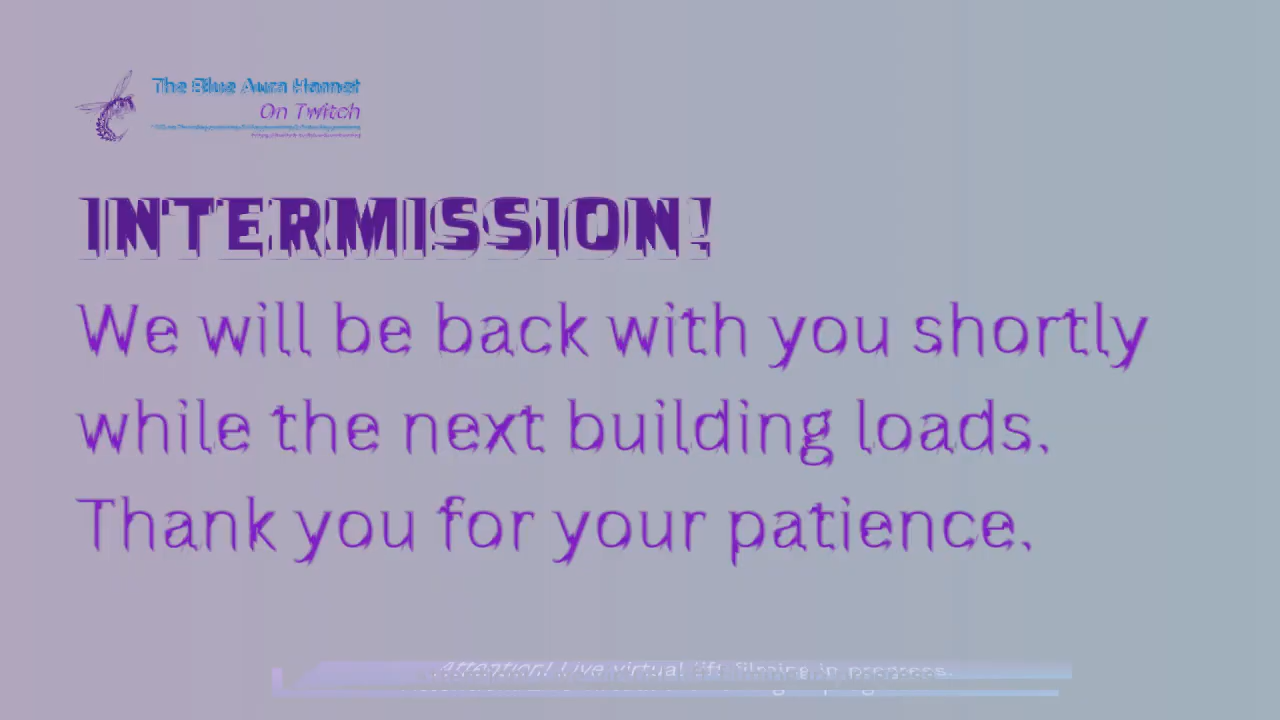 The Blue Aura Hornet
On Twitch
INTERMISSION!
We will be back with you shortly
while the next building loads.
Thank you for your patience.
Attention! Live virtual lift filming in progress.